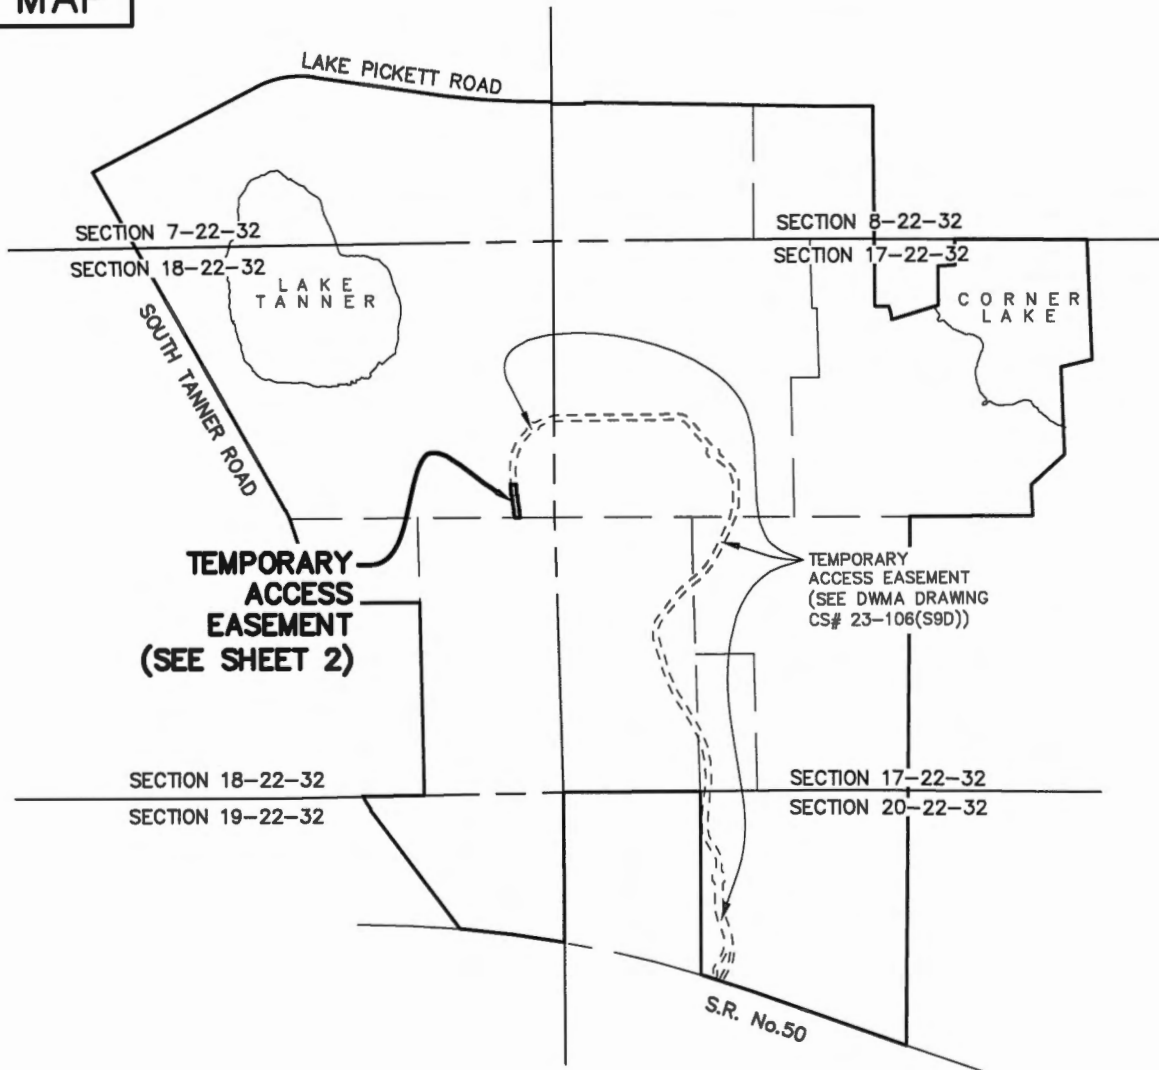 MAP
LAKE PICKETT ROAD
SECTION 7-22-32
SECTION 18-22-32
SECTION 8-22-32
SECTION 17-22-32
LAKE
TANNER
CORNER
LAKE
SOUTH TANNER ROAD
TEMPORARY
ACCESS
EASEMENT
(SEE SHEET 2)
TEMPORARY
ACCESS EASEMENT
(SEE DWMA DRAWING
CS# 23-106(S9D))
SECTION 18-22-32
SECTION 19-22-32
SECTION 17-22-32
SECTION 20-22-32
S.R. No.50